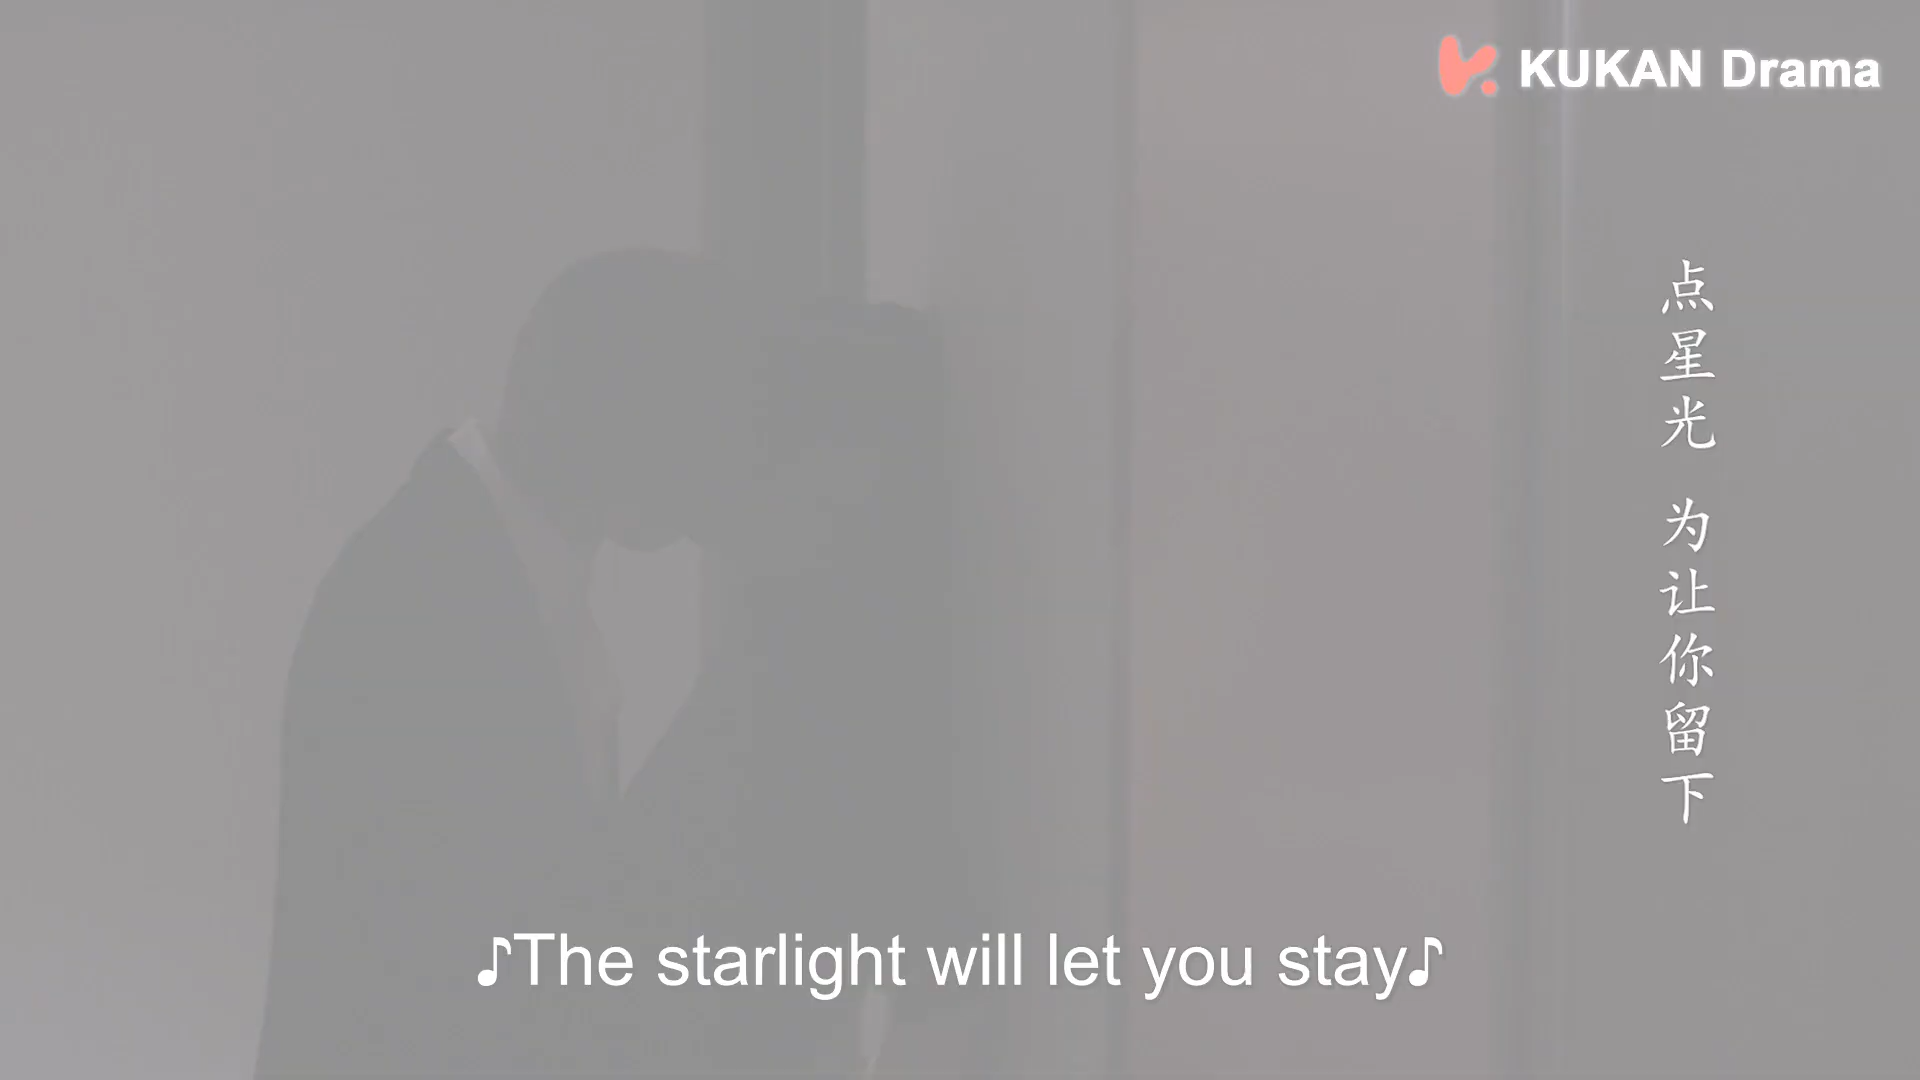 KUKAN Drama
点星光 为让你留下
♪The starlight will let you stay♪